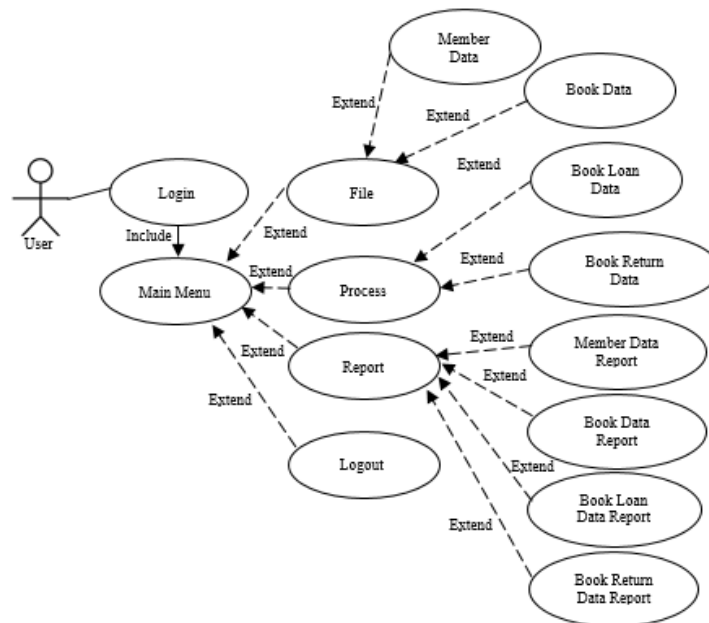 Member
Data
Extend
Book Data
Extend
Extend
Book Loan
Data
Login
File
User
Include
Extend
Extend
Book Return
Data
Main Menu
Extend
Process
Extend
Member Data
Report
Extend
Report
Extend
Extend
Book Data
Report
Logout
Extend
Book Loan
Data Report
Extend
Book Return
Data Report